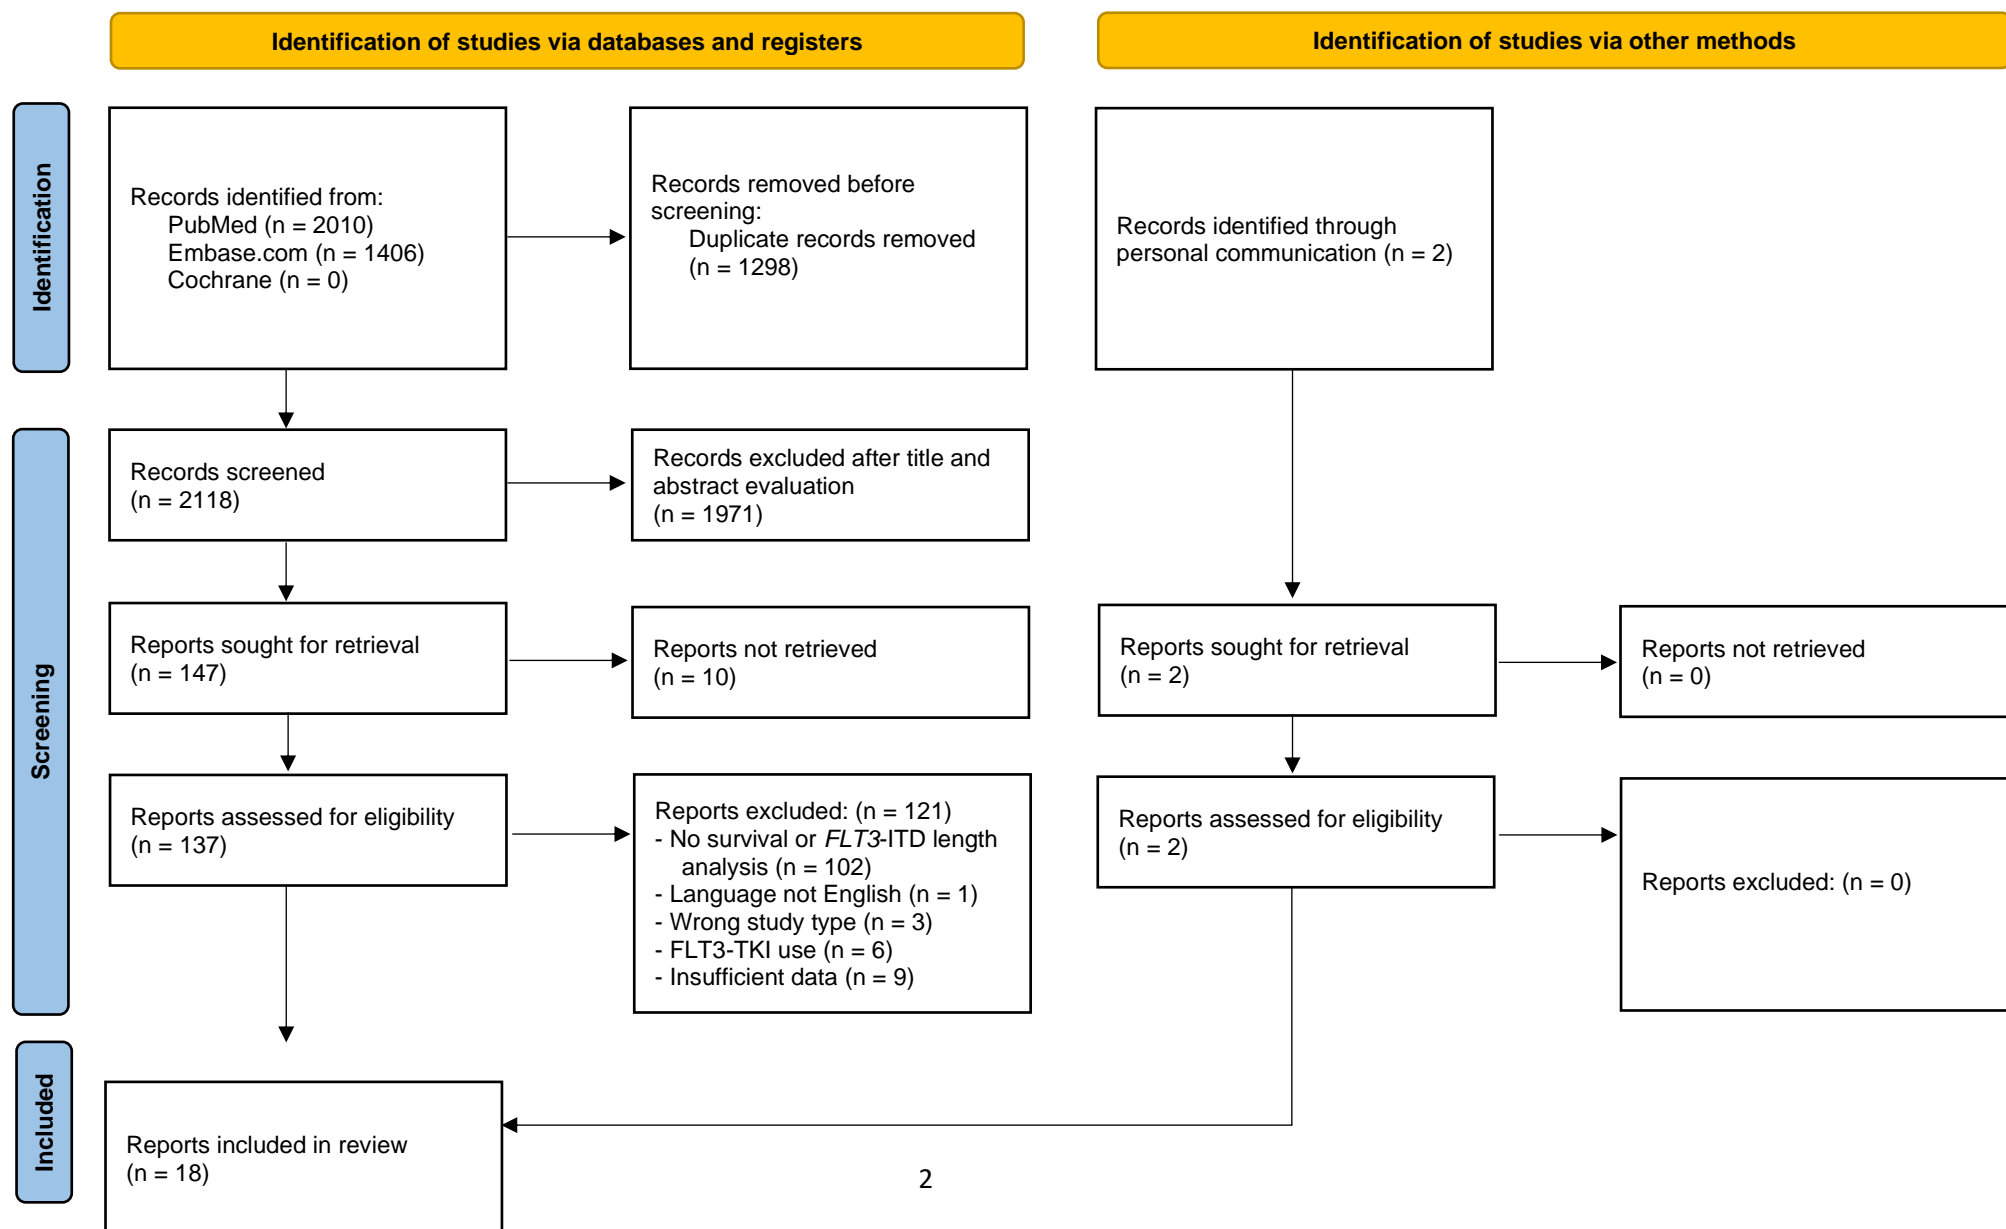 Identification of studies via databases and registers
Identification of studies via other methods
Identification
Records identified from:
PubMed (n = 2010)
Embase.com (n = 1406)
Cochrane (n = 0)
Records removed before
screening:
Duplicate records removed
(n = 1298)
Records identified through
personal communication (n = 2)
Screening
Records screened
(n = 2118)
Records excluded after title and
abstract evaluation
(n = 1971)
Reports sought for retrieval
(n = 147)
Reports not retrieved
(n = 10)
Reports sought for retrieval
(n = 2)
Reports not retrieved
(n = 0)
Reports assessed for eligibility
(n = 137)
Reports excluded: (n = 121)
- No survival or FLT3-ITD length
analysis (n = 102)
- Language not English (n = 1)
- Wrong study type (n = 3)
- FLT3-TKI use (n = 6)
- Insufficient data (n = 9)
Reports assessed for eligibility
(n = 2)
Reports excluded: (n = 0)
Included
Reports included in review
(n = 18)
2